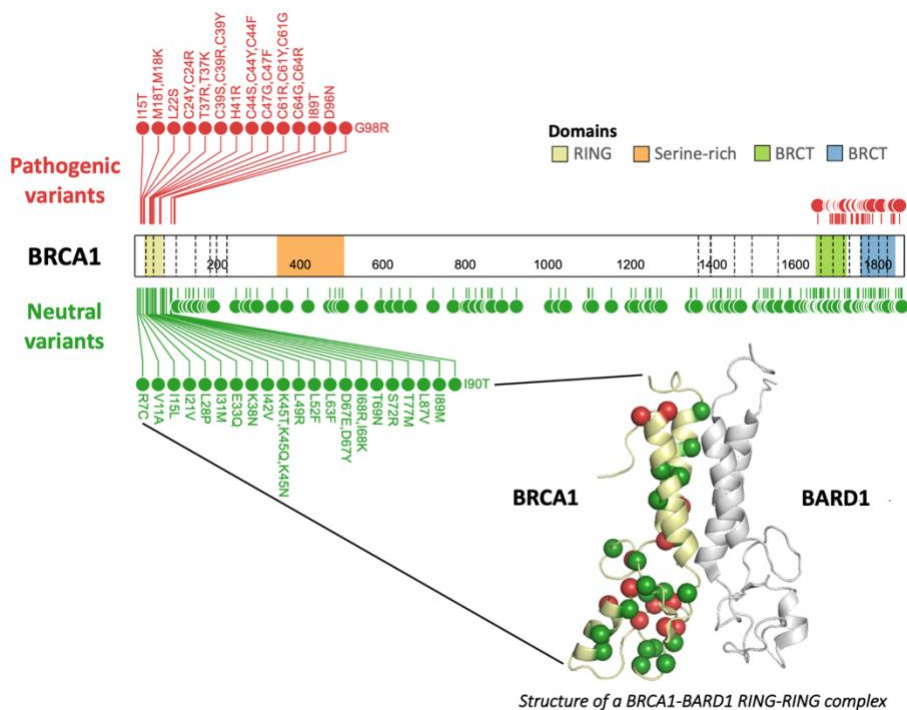 I15T
M18T,M18K
L22S
C24Y,C24R
T37R,T37K
C39S,C39R,C39Y
H41R
C44S,C44Y,C44F
C47G,C47F
C61R,C61Y,C61G
C64G,C64R
I89T
D96N
G98R
Pathogenic
variants
Domains
RING
Serine-rich
BRCT
BRCT
BRCA1
200
400
600
800
1000
1200
1400
1600
1800
Neutral
variants
R7C
V11A
I15L
I21V
L28P
I31M
E33Q
K38N
I42V
K45T,K45Q,K45N
L49R
L52F
L63F
D67E,D67Y
I68R,I68K
T69N
S72R
T77M
L87V
I89M
I90T
BRCA1
BARD1
Structure of a BRCA1-BARD1 RING-RING complex